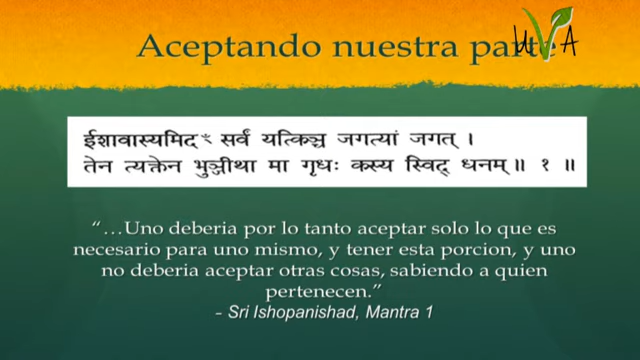 Aceptando nuestra parte
UVA
ईशावास्यमिदꣳ सर्वं यत्किञ्च जगत्यां जगत् ।
तेन त्यक्तेन भुञ्जीथा मा गृधः कस्य स्विद् धनम् ॥ १ ॥
“…Uno deberia por lo tanto aceptar solo lo que es
necesario para uno mismo, y tener esta porcion, y uno
no deberia aceptar otras cosas, sabiendo a quien
pertenecen.”
- Sri Ishopanishad, Mantra 1